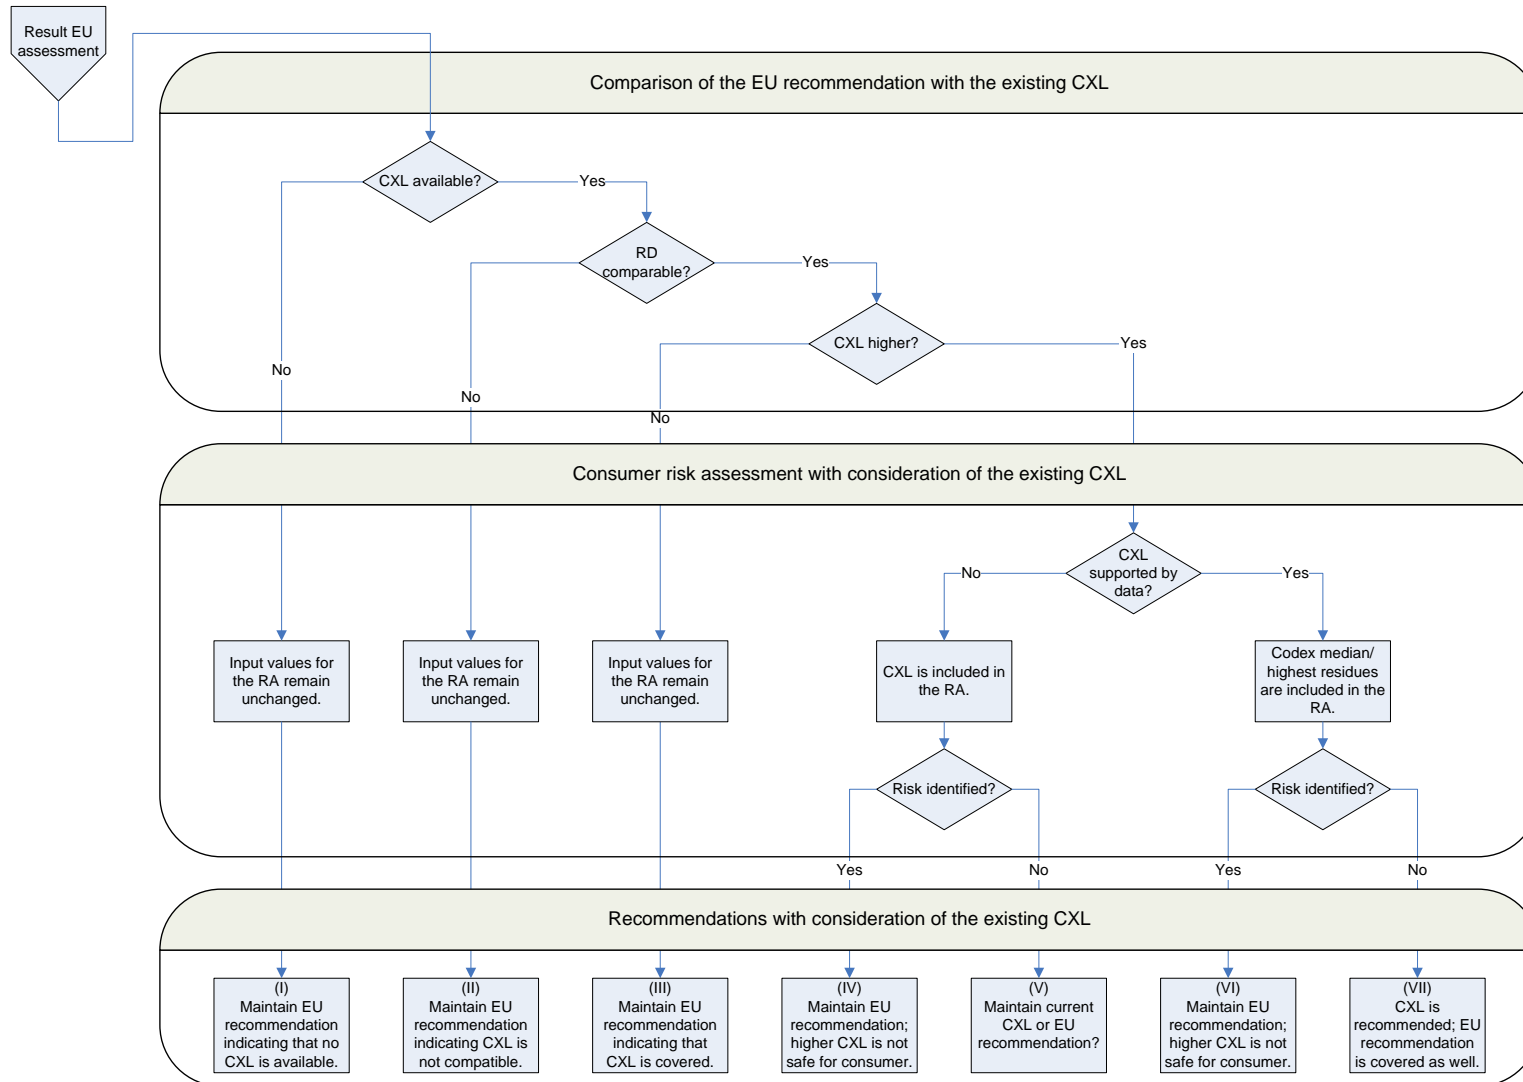 Result EU
assessment
Comparison of the EU recommendation with the existing CXL
CXL available?
Yes
RD
comparable?
Yes
CXL higher?
Yes
No
No
No
Consumer risk assessment with consideration of the existing CXL
CXL
supported by
data?
No
Yes
Input values for
the RA remain
unchanged.
Input values for
the RA remain
unchanged.
Input values for
the RA remain
unchanged.
CXL is included in
the RA.
Codex median/
highest residues
are included in the
RA.
Risk identified?
Risk identified?
Yes
No
Yes
No
Recommendations with consideration of the existing CXL
(I)
Maintain EU
recommendation
indicating that no
CXL is available.
(II)
Maintain EU
recommendation
indicating CXL is
not compatible.
(III)
Maintain EU
recommendation
indicating that
CXL is covered.
(IV)
Maintain EU
recommendation;
higher CXL is not
safe for consumer.
(V)
Maintain current
CXL or EU
recommendation?
(VI)
Maintain EU
recommendation;
higher CXL is not
safe for consumer.
(VII)
CXL is
recommended; EU
recommendation
is covered as well.